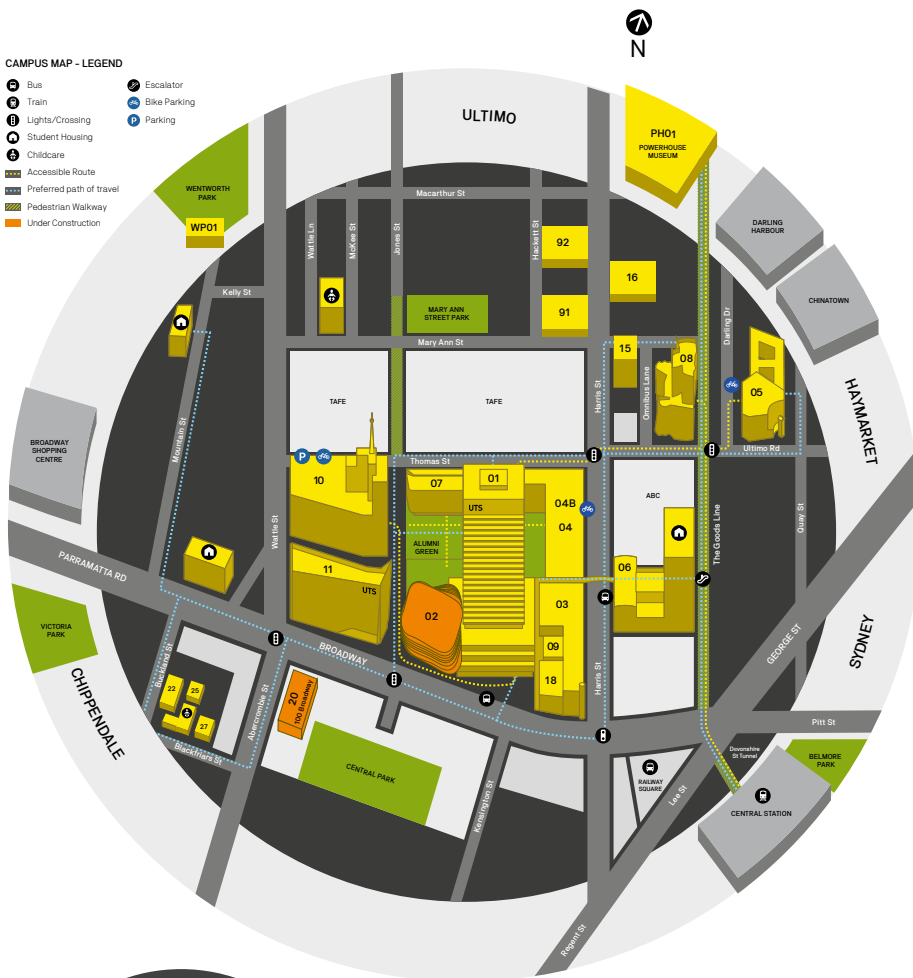 N
CAMPUS MAP - LEGEND
Bus
Train
Lights/Crossing
Student Housing
Childcare
Accessible Route
Preferred path of travel
Pedestrian Walkway
Under Construction
Escalator
Bike Parking
P
Parking
ULTIMO
PH01
POWERHOUSE
MUSEUM
WENTWORTH
PARK
WP01
Macarthur St
DARLING
HARBOUR
CHINATOWN
Wattle Ln
McKee St
Jones St
Hackett St
92
16
91
Kelly St
MARY ANN
STREET PARK
Mary Ann St
15
08
Darling Dr
05
Omnibus Lane
Harris St
TAFE
TAFE
HAYMARKET
BROADWAY
SHOPPING
CENTRE
Mountain St
P
Thomas St
Ultimo Rd
10
07
01
UTS
04B
04
ABC
Wattle St
ALUMNI
GREEN
The Goods Line
Quay St
PARRAMATTA RD
11
UTS
06
02
03
VICTORIA
PARK
09
18
BROADWAY
Harris St
GEORGE ST
SYDNEY
CHIPPENDALE
Buckland St
22
25
27
Abercrombie St
20
100 Broadway
Blackfriars St
CENTRAL PARK
Kensington St
RAILWAY
SQUARE
Lee St
Pitt St
Devonshire
St Tunnel
BELMORE
PARK
CENTRAL STATION
Regent St